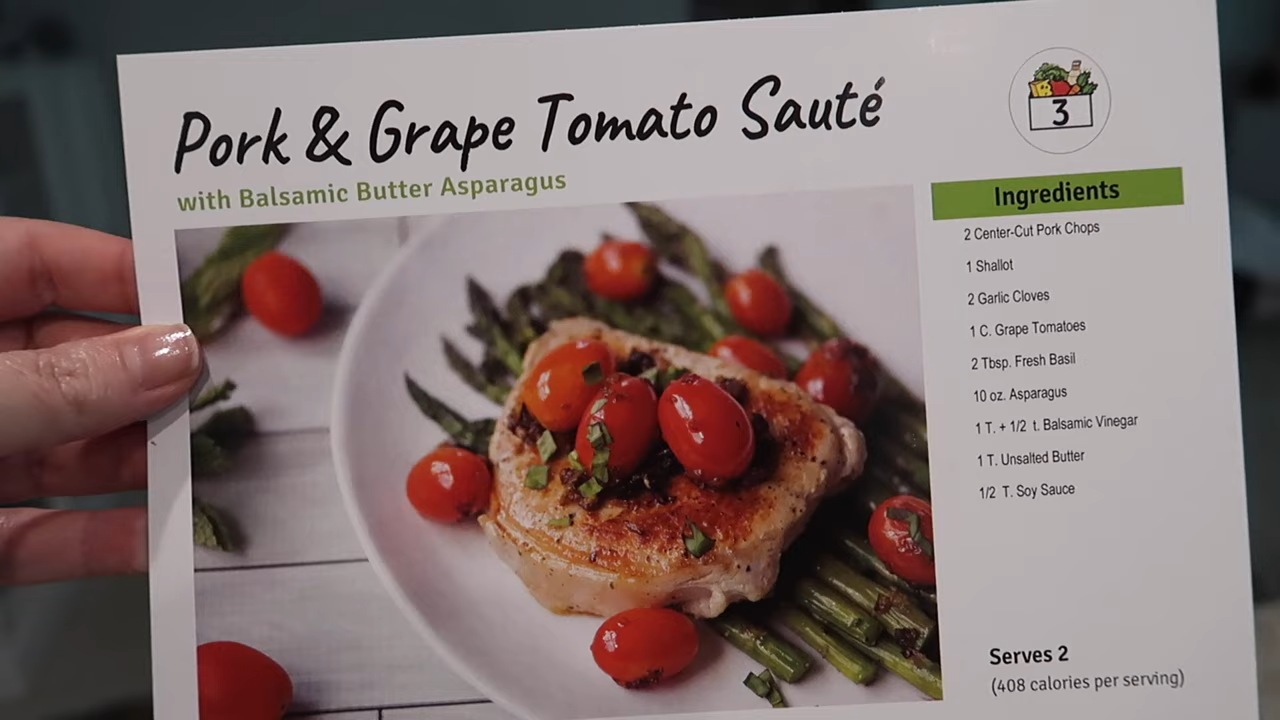 Pork & Grape Tomato Sauté
with Balsamic Butter Asparagus
3
Ingredients
2 Center-Cut Pork Chops
1 Shallot
2 Garlic Cloves
1 C. Grape Tomatoes
2 Tbsp. Fresh Basil
10 oz. Asparagus
1 T. + 1/2 t. Balsamic Vinegar
1 T. Unsalted Butter
1/2 T. Soy Sauce
Serves 2
(408 calories per serving)